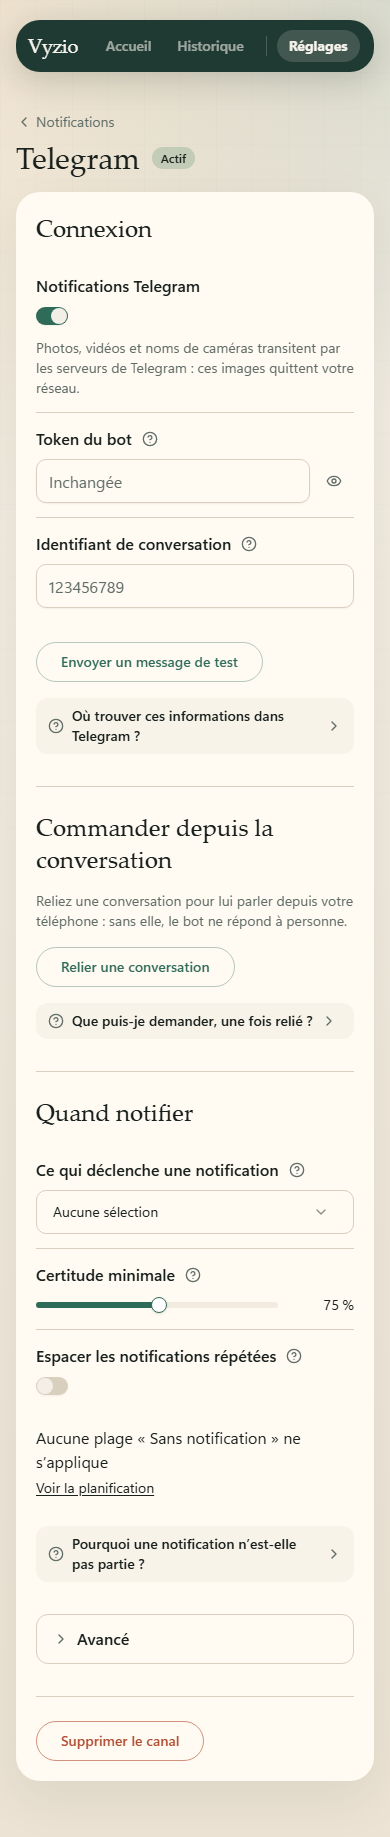 Vyzio
Accueil
Historique
Réglages
Notifications
Telegram
Actif
Connexion
Notifications Telegram
Photos, vidéos et noms de caméras transitent par
les serveurs de Telegram : ces images quittent votre
réseau.
Token du bot
Inchangée
Identifiant de conversation
123456789
Envoyer un message de test
Où trouver ces informations dans
Telegram ?
Commander depuis la
conversation
Reliez une conversation pour lui parler depuis votre
téléphone : sans elle, le bot ne répond à personne.
Relier une conversation
Que puis-je demander, une fois relié ?
Quand notifier
Ce qui déclenche une notification
Aucune sélection
Certitude minimale
75 %
Espacer les notifications répétées
Aucune plage « Sans notification » ne
s’applique
Voir la planification
Pourquoi une notification n’est-elle
pas partie ?
Avancé
Supprimer le canal